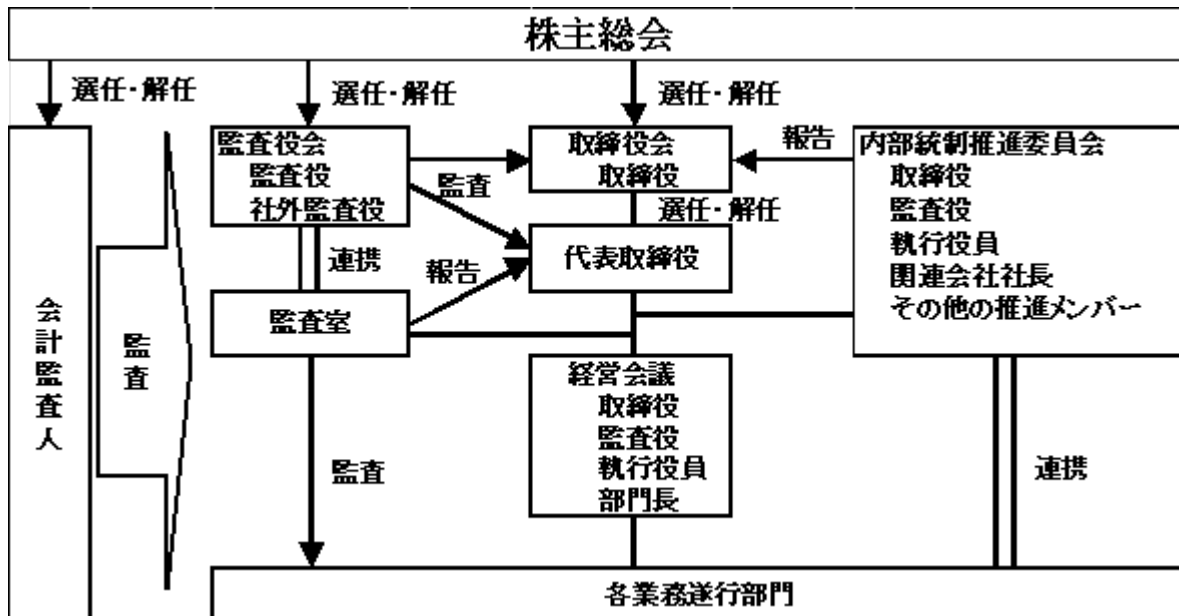 株主総会
選任・解任
選任・解任
選任・解任
会計監査人
監査
監査役会
監査役
社外監査役
監査
取締役会
取締役
報告
内部統制推進委員会
取締役
監査役
執行役員
関連会社社長
その他の推進メンバー
選任・解任
連携
報告
代表取締役
監査室
経営会議
取締役
監査役
執行役員
部門長
監査
連携
各業務遂行部門